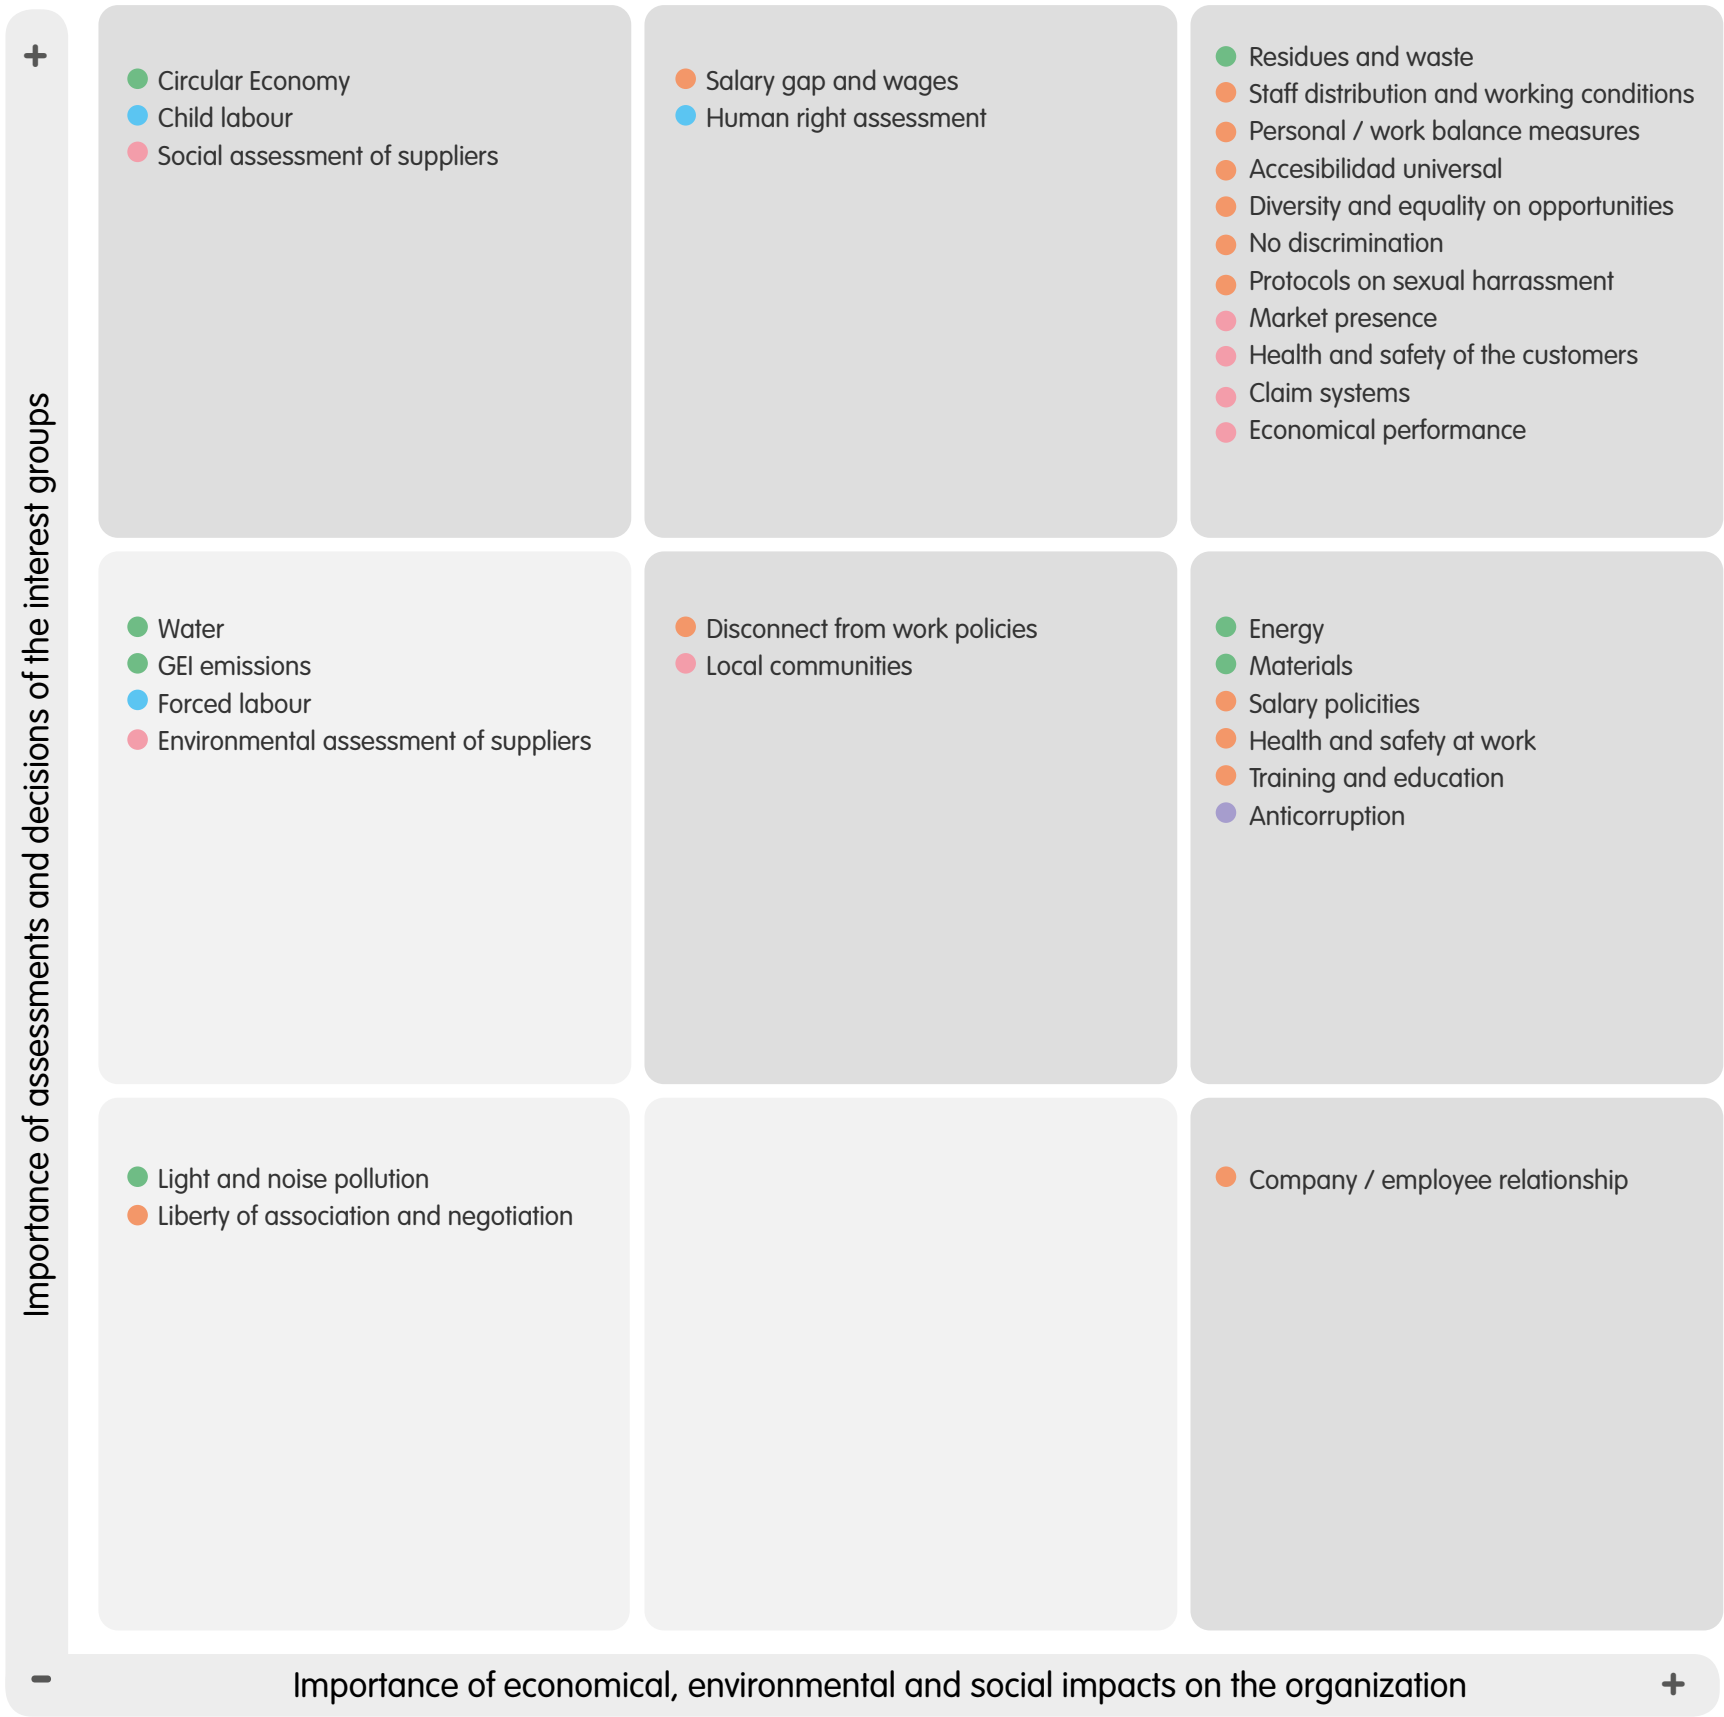 +
Circular Economy
Child labour
Social assessment of suppliers
Salary gap and wages
Human right assessment
Residues and waste
Staff distribution and working conditions
Personal / work balance measures
Accesibilidad universal
Diversity and equality on opportunities
No discrimination
Protocols on sexual harrassment
Market presence
Health and safety of the customers
Claim systems
Economical performance
Importance of assessments and decisions of the interest groups
Water
GEI emissions
Forced labour
Environmental assessment of suppliers
Disconnect from work policies
Local communities
Energy
Materials
Salary policities
Health and safety at work
Training and education
Anticorruption
Light and noise pollution
Liberty of association and negotiation
Company / employee relationship
-
Importance of economical, environmental and social impacts on the organization
+